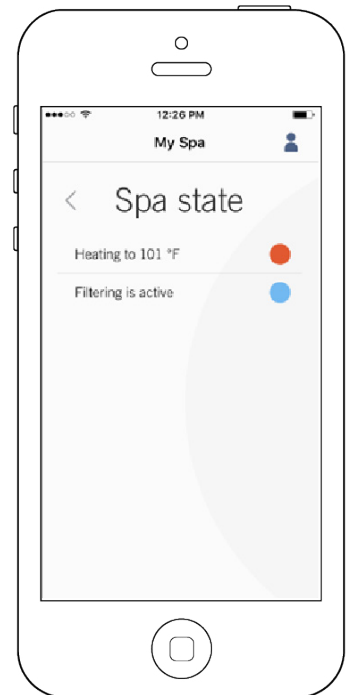 12:26 PM
My Spa
Spa state
Heating to 101 °F
Filtering is active